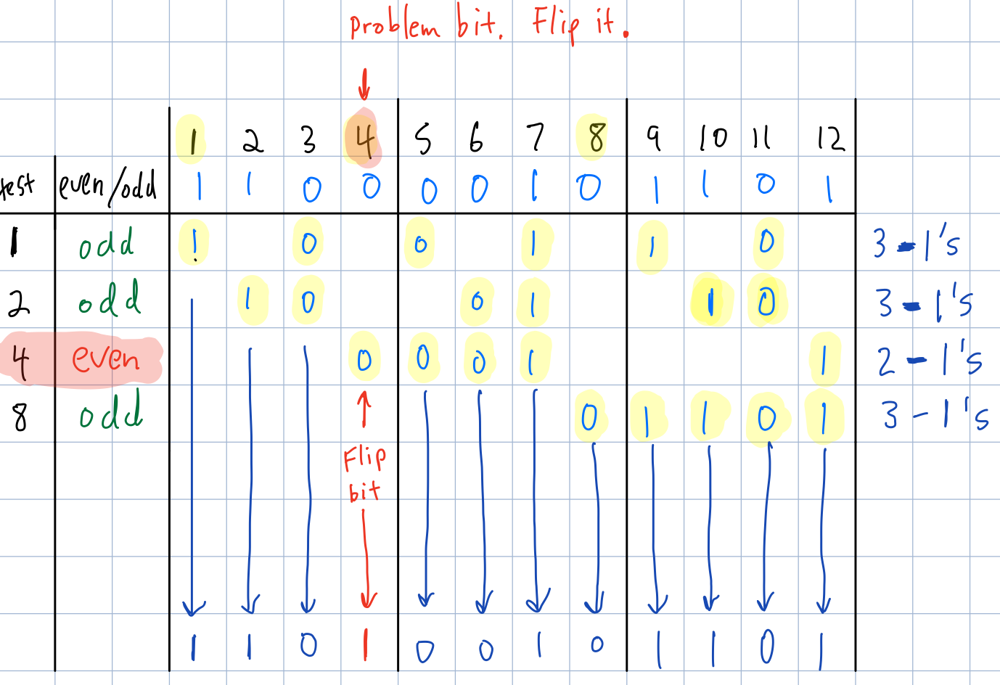 problem bit. Flip it.
1 2 3 4 5 6 7 8 9 10 11 12
test even/odd 1 1 0 0 0 0 1 0 1 1 0 1
1 odd 1 0 0 1 1 0 3-1's
2 odd 1 0 0 1 1 0 3-1's
4 even 0 0 0 1 1 2-1's
8 odd 0 1 1 0 1 3-1's
Flip
bit
1 1 0 1 0 0 1 0 1 1 0 1